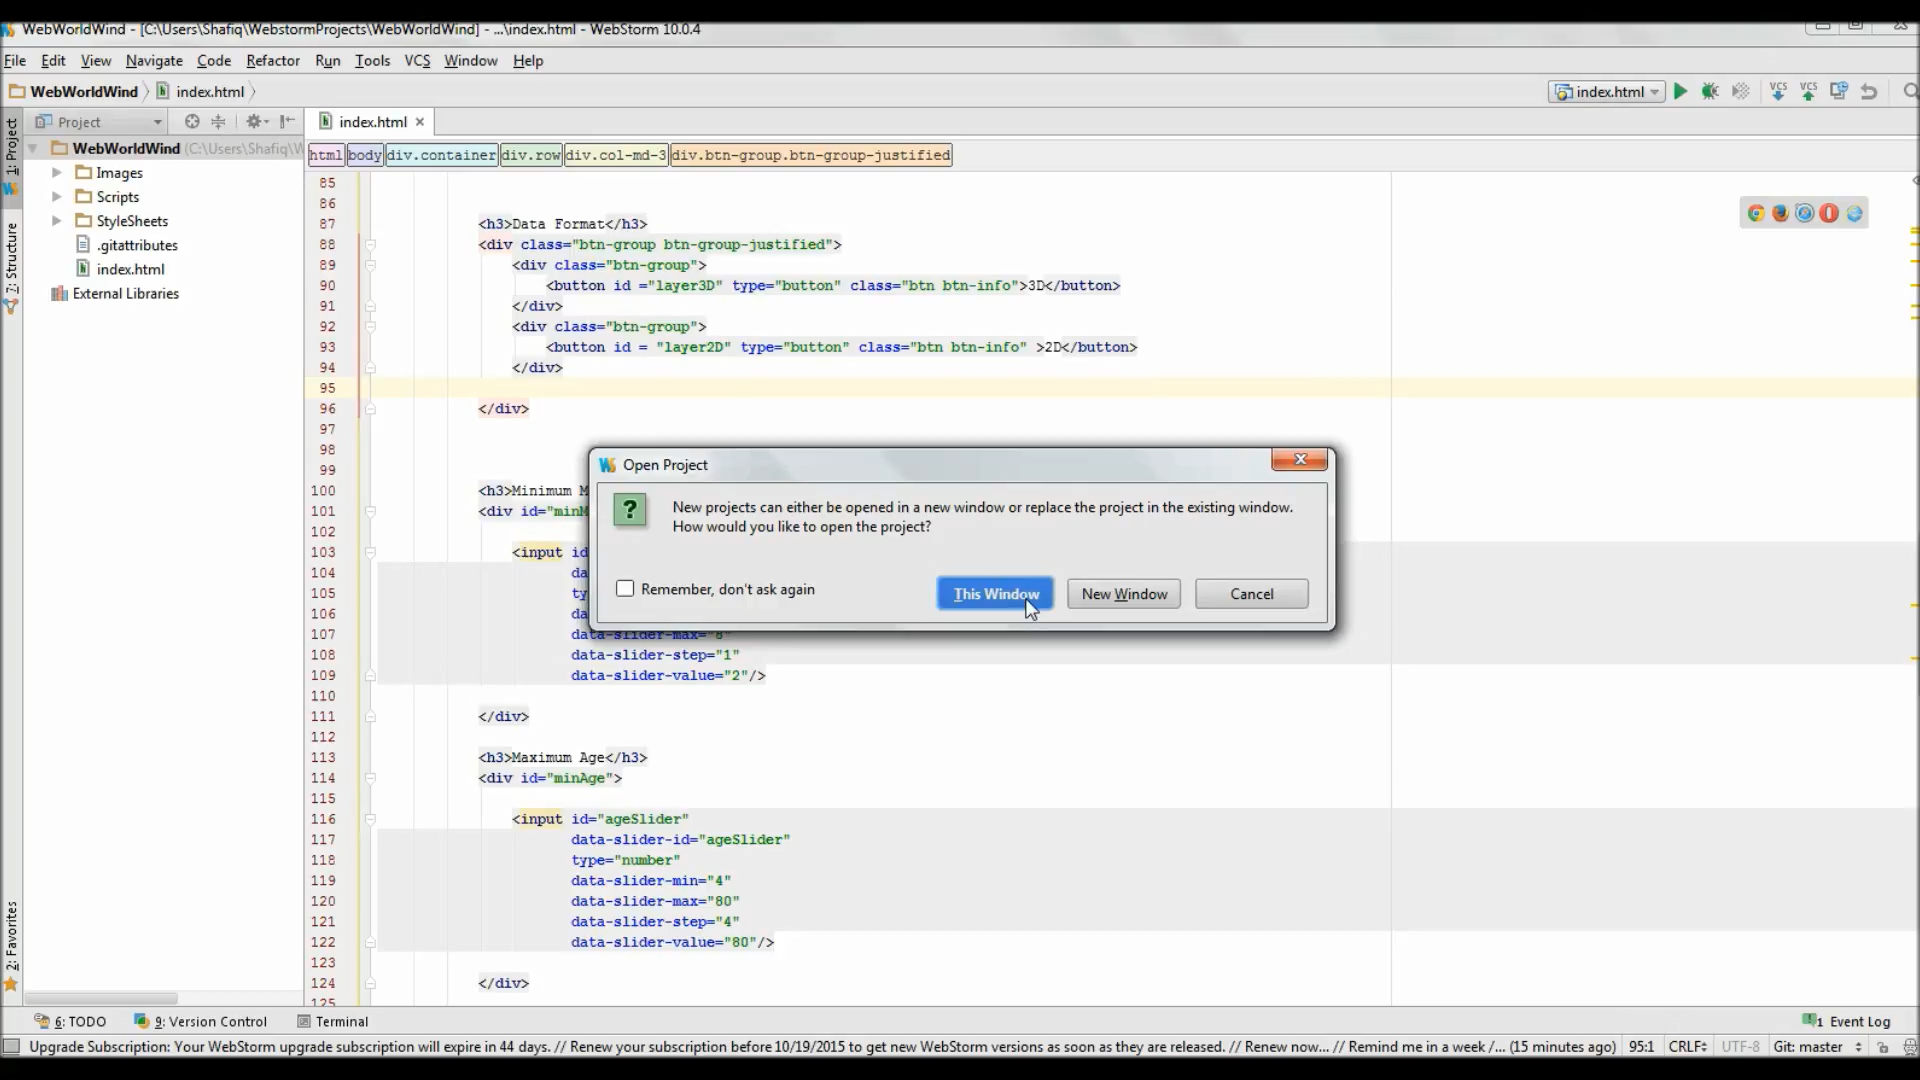 WebWorldWind - [C:\Users\Shafiq\WebstormProjects\WebWorldWind] - ...\index.html - WebStorm 10.0.4
File Edit View Navigate Code Refactor Run Tools VCS Window Help
WebWorldWind index.html
index.html
VCS VCS
Project
index.html
1: Project
7: Structure
2: Favorites
WebWorldWind (C:\Users\Shafiq\W
Images
Scripts
StyleSheets
.gitattributes
index.html
External Libraries
html body div.container div.row div.col-md-3 div.btn-group.btn-group-justified
85
86
87 <h3>Data Format</h3>
88 <div class="btn-group btn-group-justified">
89 <div class="btn-group">
90 <button id ="layer3D" type="button" class="btn btn-info">3D</button>
91 </div>
92 <div class="btn-group">
93 <button id = "layer2D" type="button" class="btn btn-info" >2D</button>
94 </div>
95
96 </div>
97
98
99
100 <h3>Minimum M
101 <div id="minM
102
103 <input id
104 da
105 ty
106 da
107 data-slider-max="8"
108 data-slider-step="1"
109 data-slider-value="2"/>
110
111 </div>
112
113 <h3>Maximum Age</h3>
114 <div id="minAge">
115
116 <input id="ageSlider"
117 data-slider-id="ageSlider"
118 type="number"
119 data-slider-min="4"
120 data-slider-max="80"
121 data-slider-step="4"
122 data-slider-value="80"/>
123
124 </div>
125
Open Project
New projects can either be opened in a new window or replace the project in the existing window.
How would you like to open the project?
Remember, don't ask again
This Window New Window Cancel
6: TODO 9: Version Control Terminal 1 Event Log
Upgrade Subscription: Your WebStorm upgrade subscription will expire in 44 days. // Renew your subscription before 10/19/2015 to get new WebStorm versions as soon as they are released. // Renew now... // Remind me in a week /... (15 minutes ago) 95:1 CRLF UTF-8 Git: master